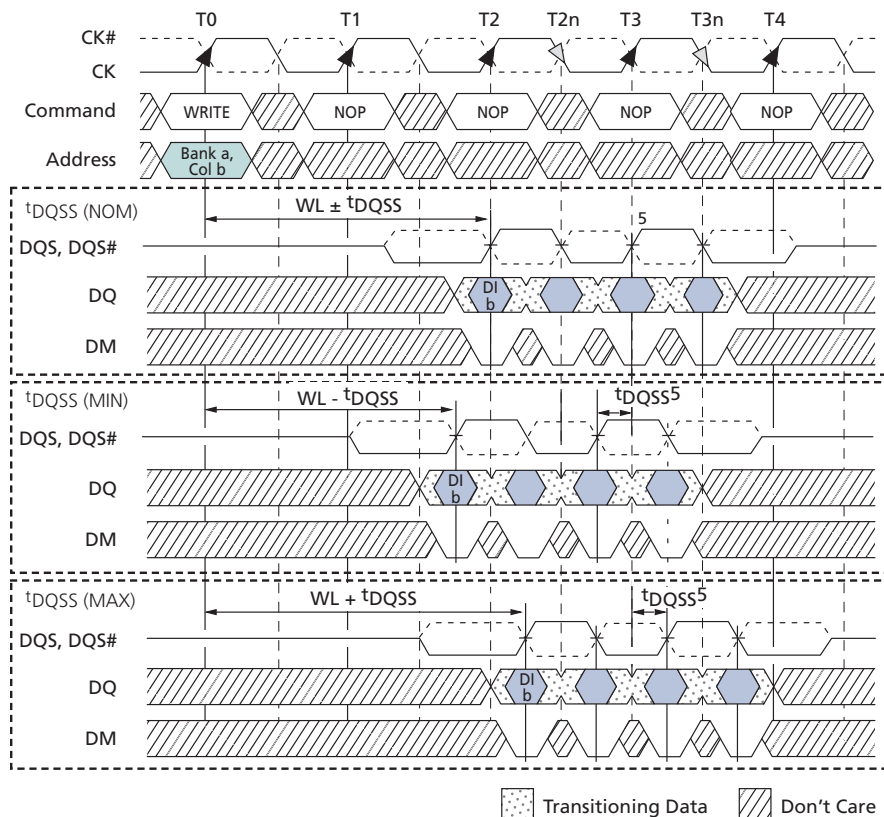 T0 T1 T2 T2n T3 T3n T4
CK#
CK
Command WRITE NOP NOP NOP NOP
Address Bank a,
Col b
tDQSS (NOM) WL ± tDQSS 5
DQS, DQS#
DQ DI
b
DM
tDQSS (MIN) WL - tDQSS tDQSS5
DQS, DQS#
DQ DI
b
DM
tDQSS (MAX) WL + tDQSS tDQSS5
DQS, DQS#
DQ DI
b
DM
Transitioning Data Don't Care